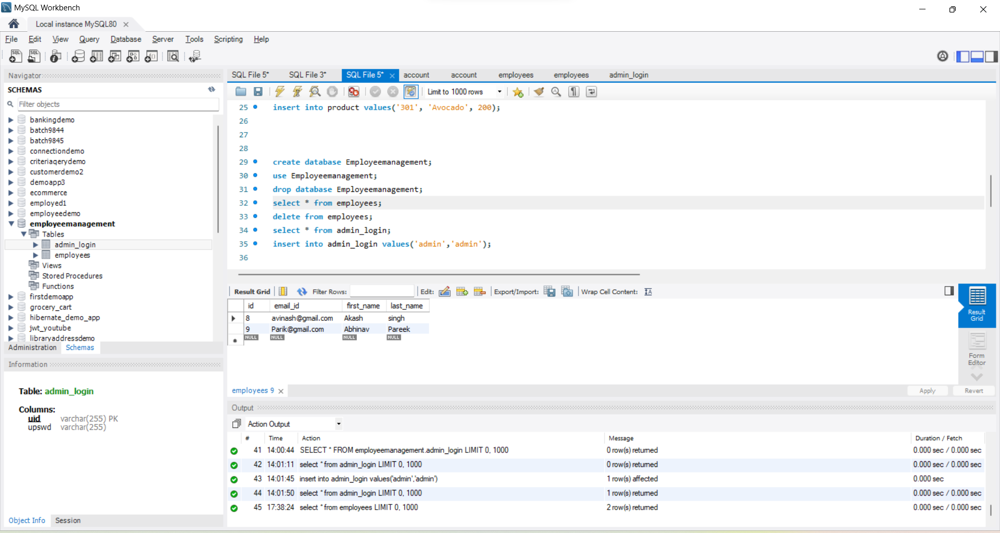 MySQL Workbench
Local instance MySQL80
File Edit View Query Database Server Tools Scripting Help
Navigator
SCHEMAS
Filter objects
bankingdemo
batch9844
batch9845
connectiondemo
criteriaqerydemo
customerdemo2
demoapp3
ecommerce
employed1
employeedemo
employeemanagement
Tables
admin_login
employees
Views
Stored Procedures
Functions
firstdemoapp
grocery_cart
hibernate_demo_app
jwt_youtube
libraryaddressdemo
Administration Schemas
Information
Table: admin_login
Columns:
uid varchar(255) PK
upswd varchar(255)
Object Info Session
SQL File 5* SQL File 3* SQL File 5* account account employees employees admin_login
Limit to 1000 rows
25 insert into product values('301', 'Avocado', 200);
26
27
28
29 create database Employeemanagement;
30 use Employeemanagement;
31 drop database Employeemanagement;
32 select * from employees;
33 delete from employees;
34 select * from admin_login;
35 insert into admin_login values('admin','admin');
36
Result Grid Filter Rows: Edit: Export/Import: Wrap Cell Content:
id email_id first_name last_name
8 avinash@gmail.com Akash singh
9 Parik@gmail.com Abhinav Pareek
NULL NULL NULL NULL
Result Grid
Form Editor
employees 9
Apply Revert
Output
Action Output
# Time Action Message Duration / Fetch
41 14:00:44 SELECT * FROM employeemanagement.admin_login LIMIT 0, 1000 0 row(s) returned 0.000 sec / 0.000 sec
42 14:01:11 select * from admin_login LIMIT 0, 1000 0 row(s) returned 0.000 sec / 0.000 sec
43 14:01:45 insert into admin_login values('admin','admin') 1 row(s) affected 0.000 sec
44 14:01:50 select * from admin_login LIMIT 0, 1000 1 row(s) returned 0.000 sec / 0.000 sec
45 17:38:24 select * from employees LIMIT 0, 1000 2 row(s) returned 0.000 sec / 0.000 sec